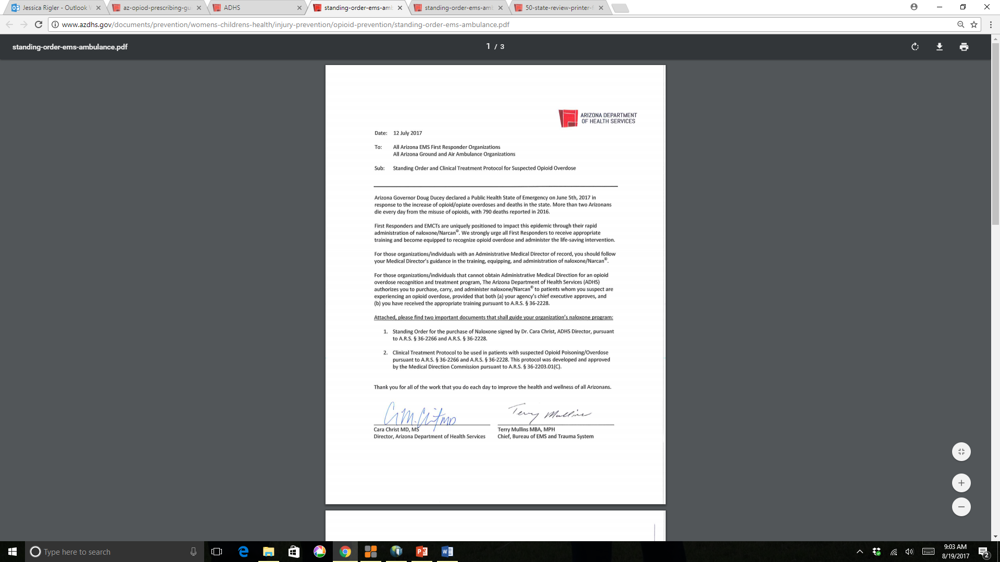 Jessica Rigler - Outlook W
az-opiod-prescribing-gui
ADHS
standing-order-ems-amb
standing-order-ems-amb
50-state-review-printer-f
www.azdhs.gov/documents/prevention/womens-childrens-health/injury-prevention/opioid-prevention/standing-order-ems-ambulance.pdf
standing-order-ems-ambulance.pdf
1 / 3
ARIZONA DEPARTMENT
OF HEALTH SERVICES
Date: 12 July 2017
To: All Arizona EMS First Responder Organizations
All Arizona Ground and Air Ambulance Organizations
Sub: Standing Order and Clinical Treatment Protocol for Suspected Opioid Overdose
Arizona Governor Doug Ducey declared a Public Health State of Emergency on June 5th, 2017 in
response to the increase of opioid/opiate overdoses and deaths in the state. More than two Arizonans
die every day from the misuse of opioids, with 790 deaths reported in 2016.
First Responders and EMCTs are uniquely positioned to impact this epidemic through their rapid
administration of naloxone/Narcan©. We strongly urge all First Responders to receive appropriate
training and become equipped to recognize opioid overdose and administer the life-saving intervention.
For those organizations/individuals with an Administrative Medical Director of record, you should follow
your Medical Director's guidance in the training, equipping, and administration of naloxone/Narcan©.
For those organizations/individuals that cannot obtain Administrative Medical Direction for an opioid
overdose recognition and treatment program, The Arizona Department of Health Services (ADHS)
authorizes you to purchase, carry, and administer naloxone/Narcan© to patients whom you suspect are
experiencing an opioid overdose, provided that both (a) your agency's chief executive approves, and
(b) you have received the appropriate training pursuant to A.R.S. § 36-2228.
Attached, please find two important documents that shall guide your organization's naloxone program:
1. Standing Order for the purchase of Naloxone signed by Dr. Cara Christ, ADHS Director, pursuant
to A.R.S. § 36-2266 and A.R.S. § 36-2228.
2. Clinical Treatment Protocol to be used in patients with suspected Opioid Poisoning/Overdose
pursuant to A.R.S. § 36-2266 and A.R.S. § 36-2228. This protocol was developed and approved
by the Medical Direction Commission pursuant to A.R.S. § 36-2203.01(C).
Thank you for all of the work that you do each day to improve the health and wellness of all Arizonans.
Terry Mullins
Cara Christ MD, MS
Director, Arizona Department of Health Services
Terry Mullins MBA, MPH
Chief, Bureau of EMS and Trauma System
Type here to search
9:03 AM
8/19/2017
2